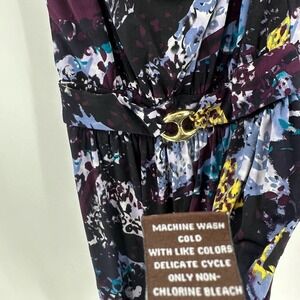 MACHINE WASH
COLD
WITH LIKE COLORS
DELICATE CYCLE
ONLY NON-
CHLORINE BLEACH